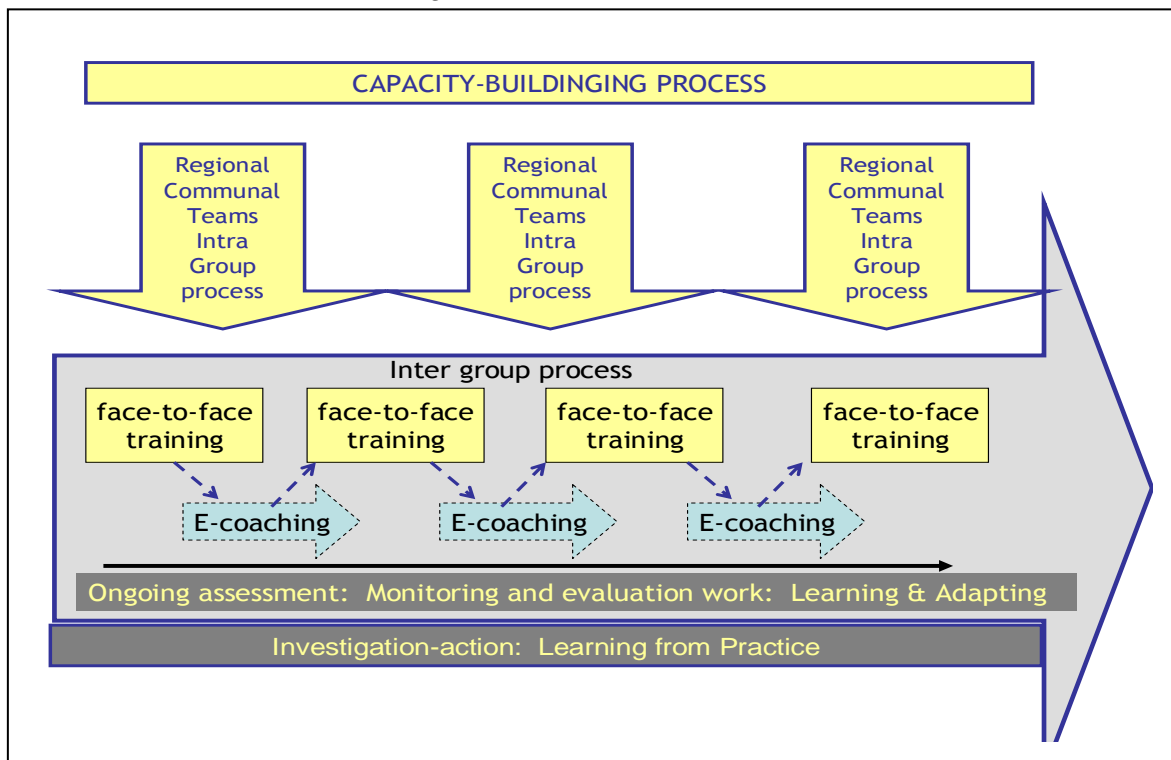 CAPACITY-BUILDINGING PROCESS
Regional
Communal
Teams
Intra
Group
process
Regional
Communal
Teams
Intra
Group
process
Regional
Communal
Teams
Intra
Group
process
Inter group process
face-to-face
training
face-to-face
training
face-to-face
training
face-to-face
training
E-coaching
E-coaching
E-coaching
Ongoing assessment: Monitoring and evaluation work: Learning & Adapting
Investigation-action: Learning from Practice